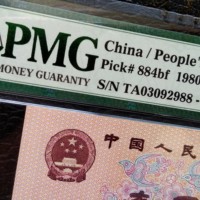 PMG
China / People'
MONEY GUARANTY
Pick# 884bf 1980
S/N TA03092988 -
中国人民